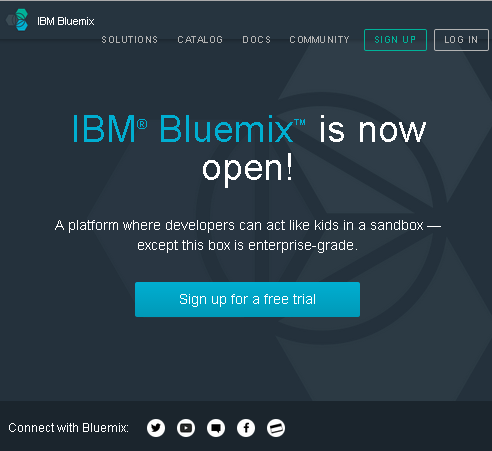 IBM Bluemix
SOLUTIONS CATALOG DOCS COMMUNITY SIGN UP LOG IN
IBM® Bluemix™ is now
open!
A platform where developers can act like kids in a sandbox —
except this box is enterprise-grade.
Sign up for a free trial
Connect with Bluemix: